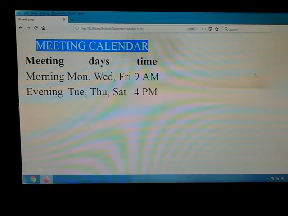 MEETING CALENDAR
Meeting days time
Morning Mon, Wed, Fri 9 AM
Evening Tue, Thu, Sat 4 PM